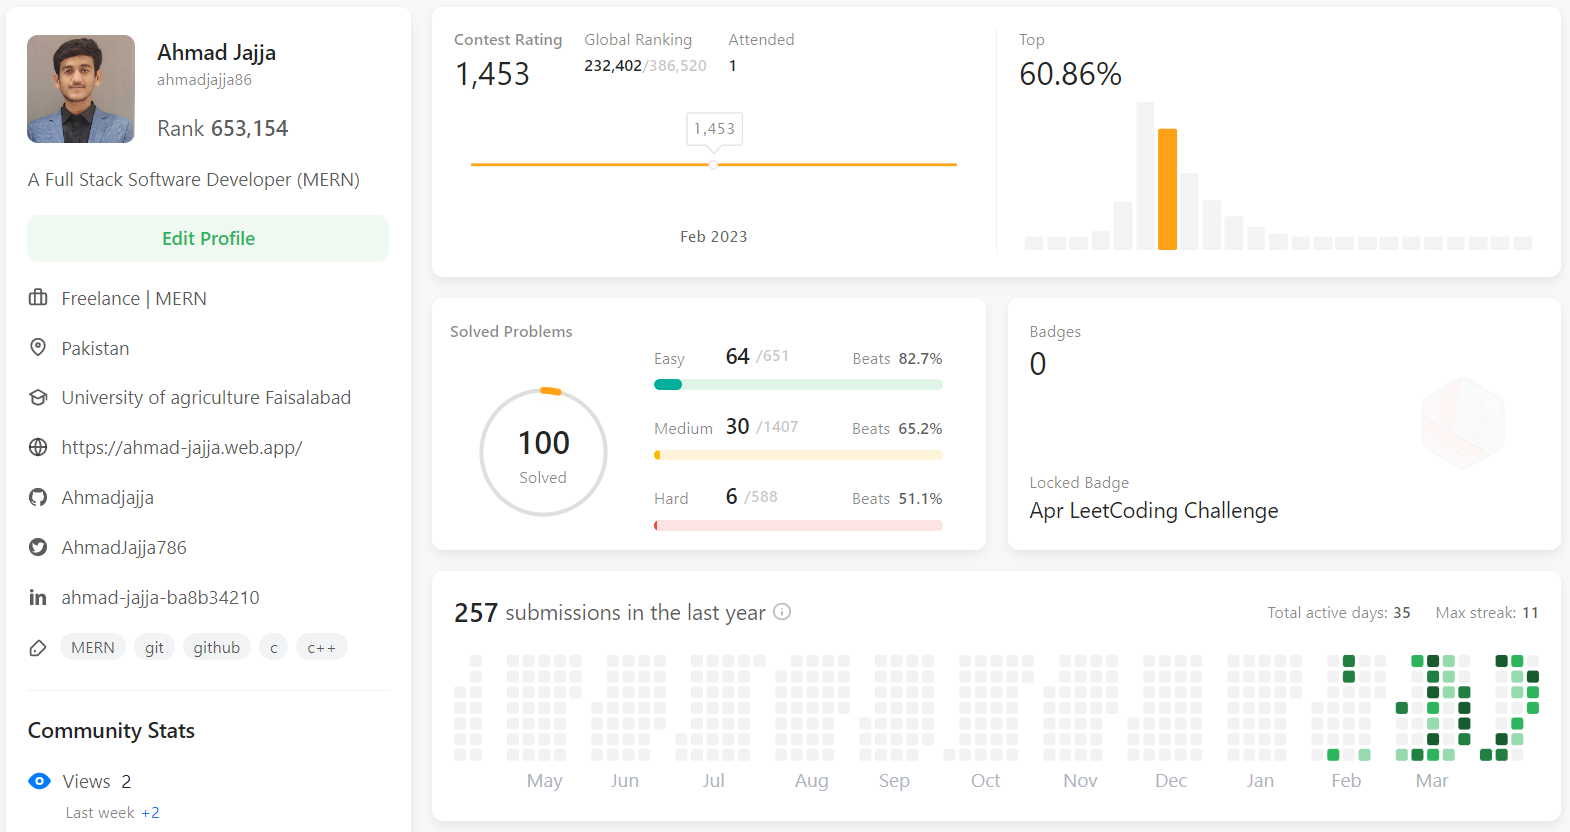 Ahmad Jajja
ahmadjajja86
Rank 653,154
A Full Stack Software Developer (MERN)
Edit Profile
Freelance | MERN
Pakistan
University of agriculture Faisalabad
https://ahmad-jajja.web.app/
Ahmadjajja
AhmadJajja786
ahmad-jajja-ba8b34210
MERN git github c c++
Community Stats
Views 2
Last week +2
Contest Rating Global Ranking Attended
1,453 232,402/386,520 1
1,453
Feb 2023
Top
60.86%
Solved Problems
100
Solved
Easy 64 /651 Beats 82.7%
Medium 30 /1407 Beats 65.2%
Hard 6 /588 Beats 51.1%
Badges
0
Locked Badge
Apr LeetCoding Challenge
257 submissions in the last year Total active days: 35 Max streak: 11
May Jun Jul Aug Sep Oct Nov Dec Jan Feb Mar